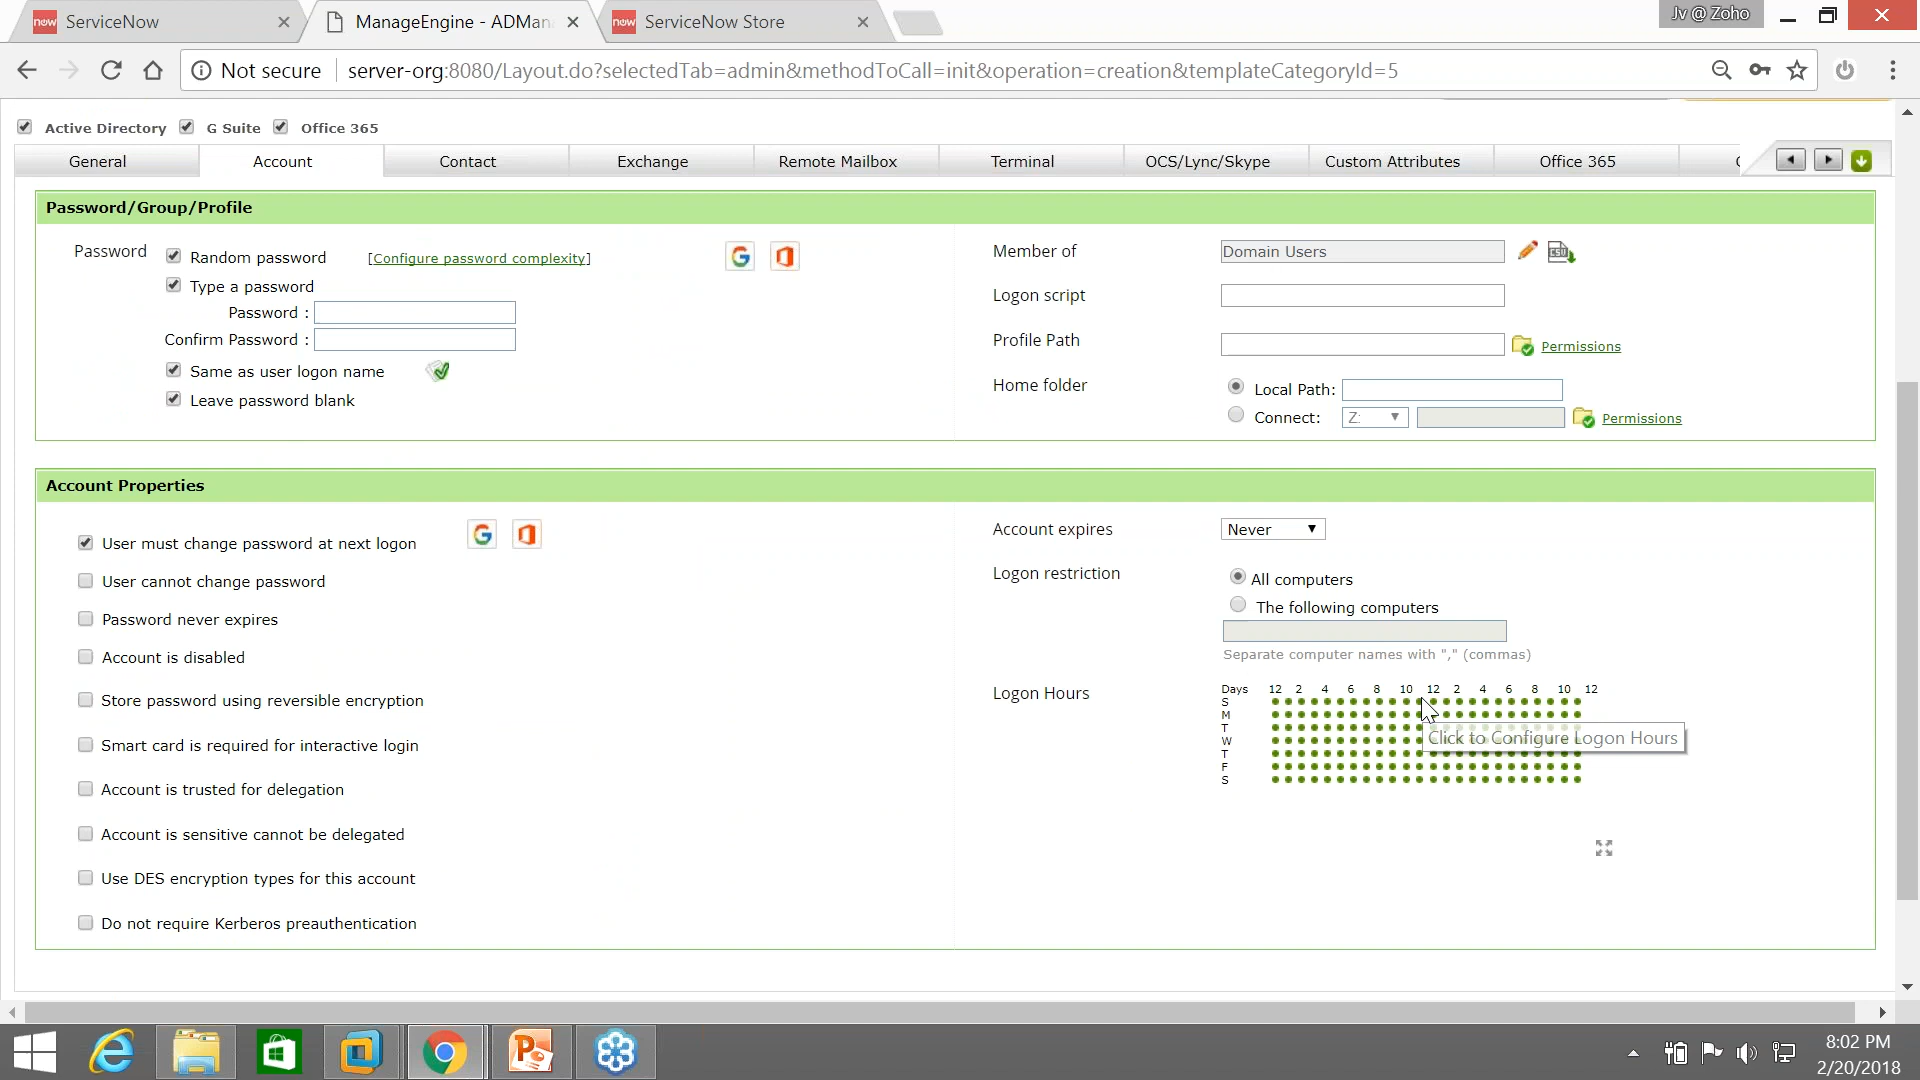 ServiceNow
ManageEngine - ADMan
ServiceNow Store
Jv @ Zoho
Not secure
server-org:8080/Layout.do?selectedTab=admin&methodToCall=init&operation=creation&templateCategoryId=5
Active Directory G Suite Office 365
General Account Contact Exchange Remote Mailbox Terminal OCS/Lync/Skype Custom Attributes Office 365
Password/Group/Profile
Password Random password [Configure password complexity]
Type a password
Password :
Confirm Password :
Same as user logon name
Leave password blank
Member of Domain Users
Logon script
Profile Path Permissions
Home folder Local Path:
Connect: Z: Permissions
Account Properties
User must change password at next logon
User cannot change password
Password never expires
Account is disabled
Store password using reversible encryption
Smart card is required for interactive login
Account is trusted for delegation
Account is sensitive cannot be delegated
Use DES encryption types for this account
Do not require Kerberos preauthentication
Account expires Never
Logon restriction All computers
The following computers
Separate computer names with "," (commas)
Logon Hours Days 12 2 4 6 8 10 12 2 4 6 8 10 12
S
M
T
W
T
F
S
Click to Configure Logon Hours
8:02 PM
2/20/2018